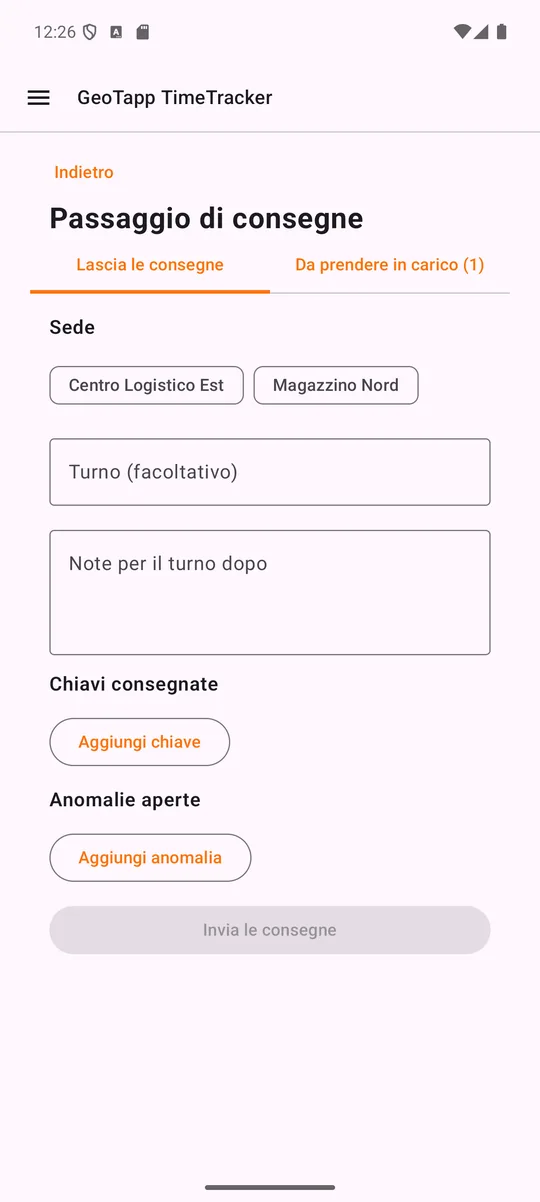 12:26
GeoTapp TimeTracker
Indietro
Passaggio di consegne
Lascia le consegne
Da prendere in carico (1)
Sede
Centro Logistico Est
Magazzino Nord
Turno (facoltativo)
Note per il turno dopo
Chiavi consegnate
Aggiungi chiave
Anomalie aperte
Aggiungi anomalia
Invia le consegne